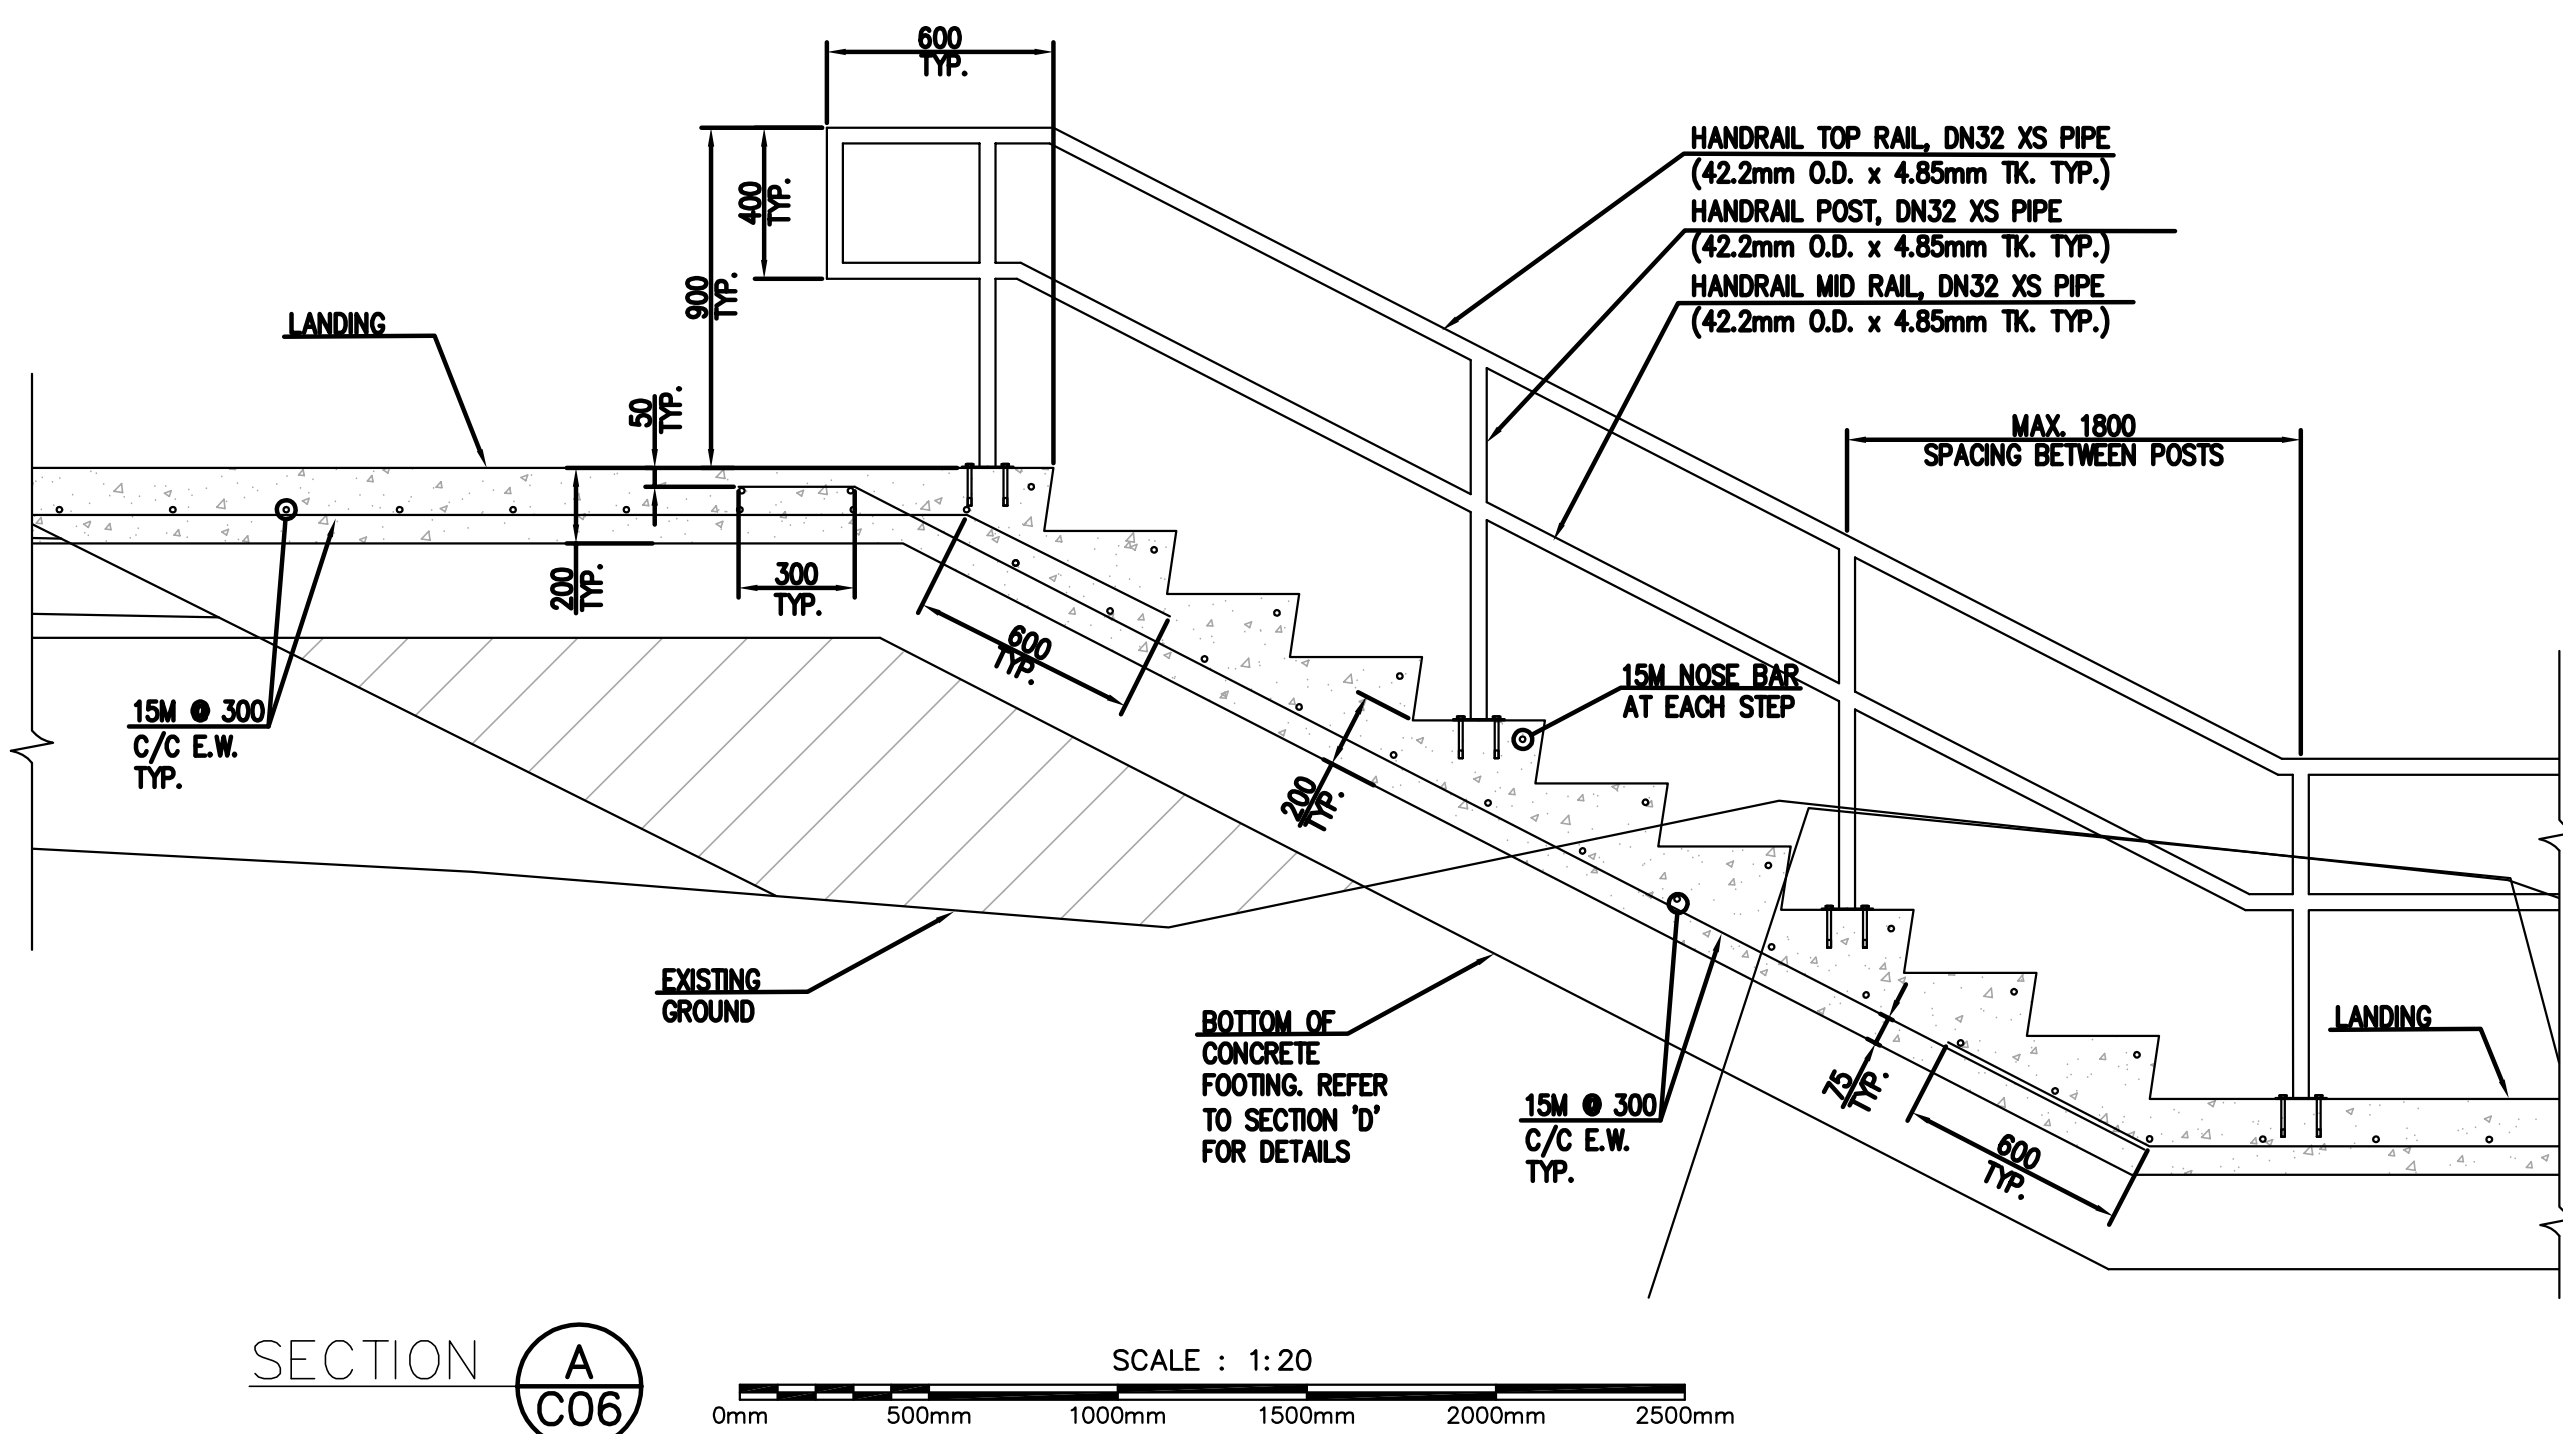 600
TYP.
HANDRAIL TOP RAIL, DN32 XS PIPE
(42.2mm O.D. x 4.85mm TK. TYP.)
HANDRAIL POST, DN32 XS PIPE
(42.2mm O.D. x 4.85mm TK. TYP.)
HANDRAIL MID RAIL, DN32 XS PIPE
(42.2mm O.D. x 4.85mm TK. TYP.)
400
TYP.
900
TYP.
LANDING
50
TYP.
MAX. 1800
SPACING BETWEEN POSTS
200
TYP.
300
TYP.
600
TYP.
15M NOSE BAR
AT EACH STEP
15M @ 300
C/C E.W.
TYP.
200
TYP.
EXISTING
GROUND
BOTTOM OF
CONCRETE
FOOTING. REFER
TO SECTION 'D'
FOR DETAILS
15M @ 300
C/C E.W.
TYP.
75
TYP.
600
TYP.
LANDING
SECTION
A
C06
SCALE : 1:20
0mm 500mm 1000mm 1500mm 2000mm 2500mm